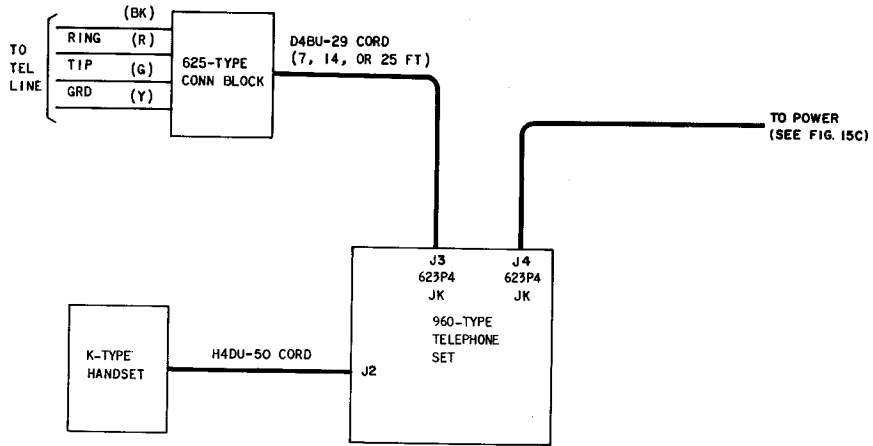 (BK)
RING (R)
TIP (G)
GRD (Y)
TO
TEL
LINE
625-TYPE
CONN BLOCK
D4BU-29 CORD
(7, 14, OR 25 FT)
TO POWER
(SEE FIG. 15C)
J3
623P4
JK
J4
623P4
JK
960-TYPE
TELEPHONE
SET
K-TYPE
HANDSET
H4DU-50 CORD
J2